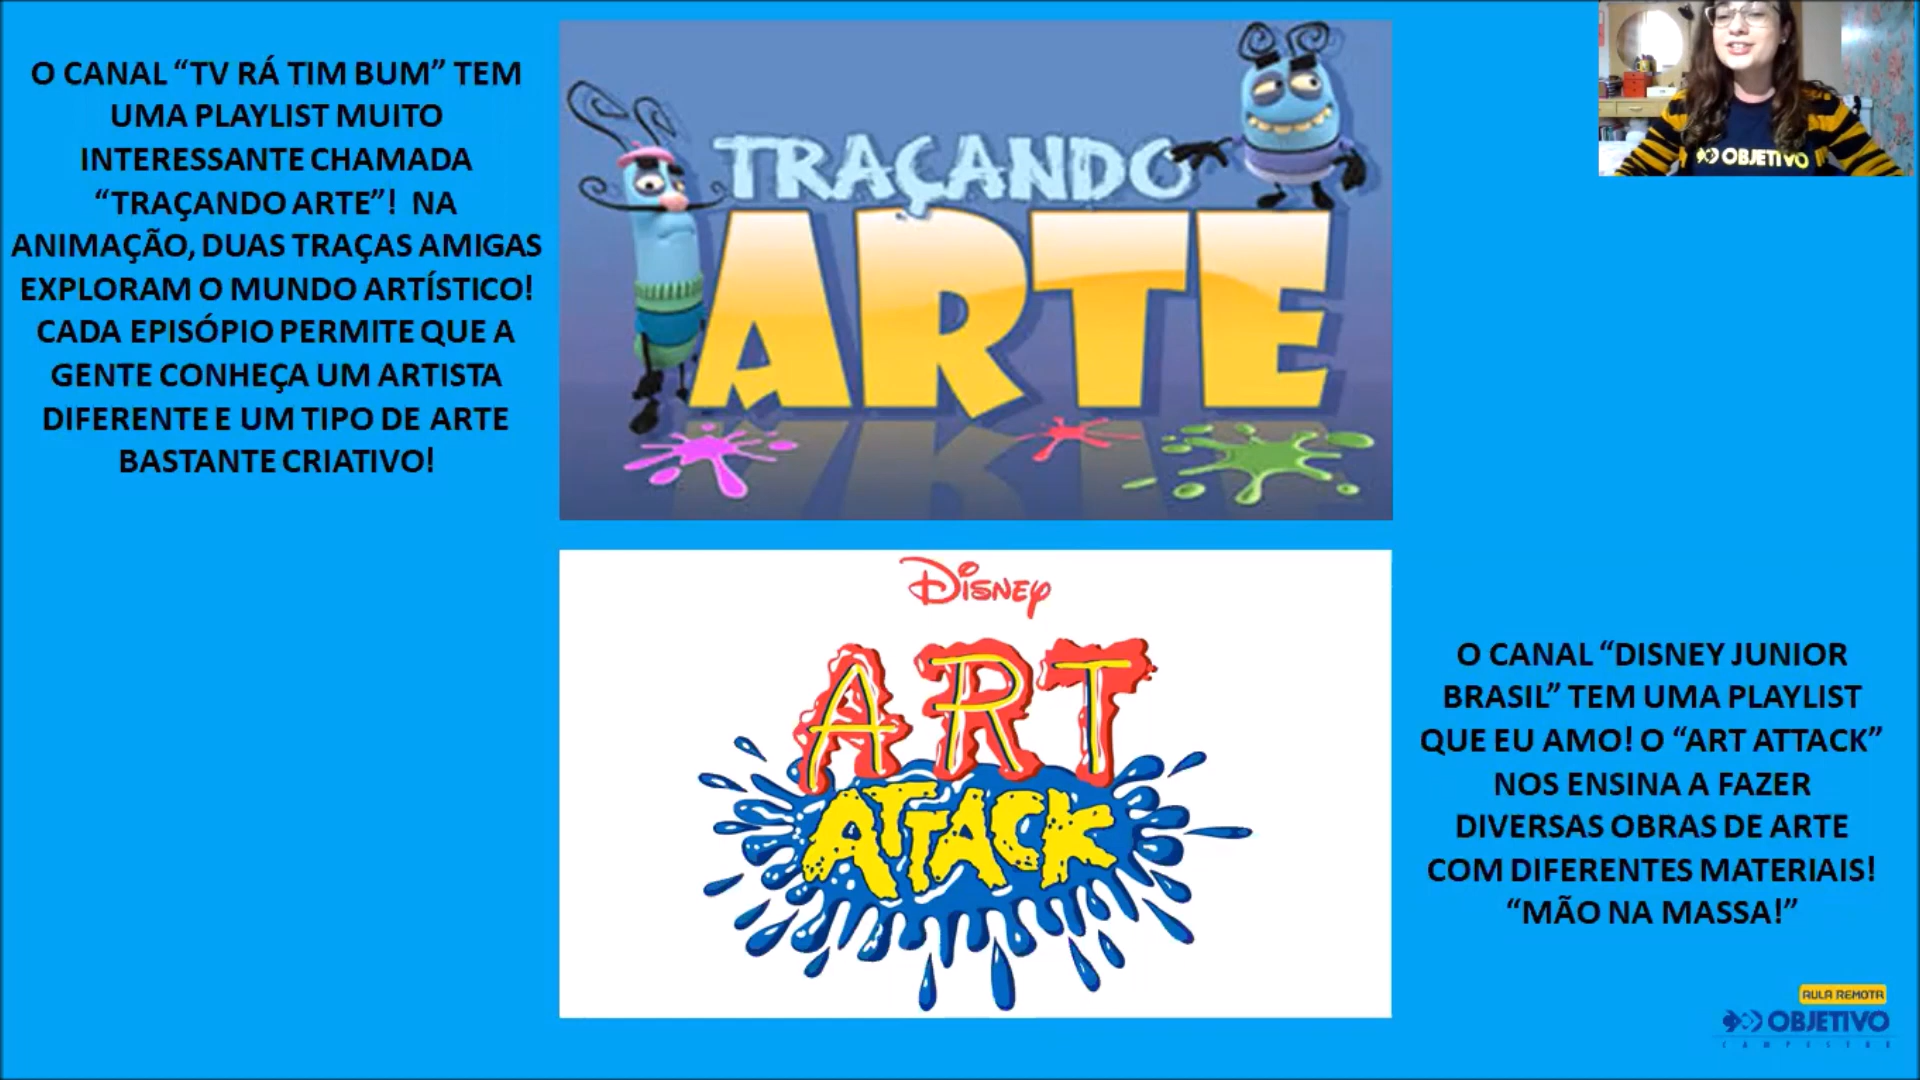 O CANAL “TV RÁ TIM BUM” TEM
UMA PLAYLIST MUITO
INTERESSANTE CHAMADA
“TRAÇANDO ARTE”! NA
ANIMAÇÃO, DUAS TRAÇAS AMIGAS
EXPLORAM O MUNDO ARTÍSTICO!
CADA EPISÓPIO PERMITE QUE A
GENTE CONHEÇA UM ARTISTA
DIFERENTE E UM TIPO DE ARTE
BASTANTE CRIATIVO!
TRAÇANDO
ARTE
OBJETIVO
DISNEY
ART
ATTACK
O CANAL “DISNEY JUNIOR
BRASIL” TEM UMA PLAYLIST
QUE EU AMO! O “ART ATTACK”
NOS ENSINA A FAZER
DIVERSAS OBRAS DE ARTE
COM DIFERENTES MATERIAIS!
“MÃO NA MASSA!”
AULA REMOTA
OBJETIVO